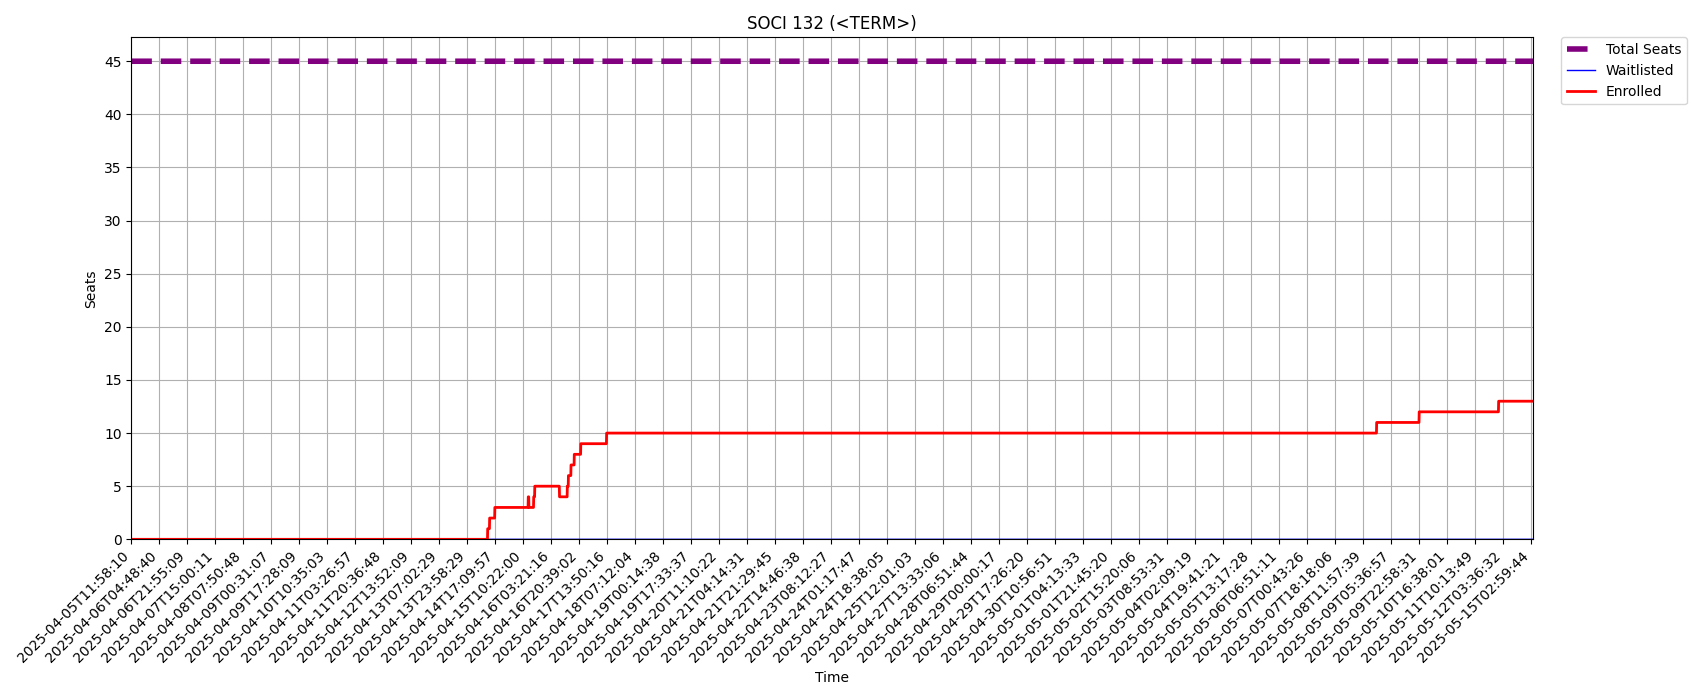 SOCI 132 (<TERM>)
Total Seats
Waitlisted
Enrolled
Seats
45
40
35
30
25
20
15
10
5
0
2025-04-05T11:58:10
2025-04-06T04:48:40
2025-04-06T21:55:09
2025-04-07T15:00:11
2025-04-08T07:50:48
2025-04-09T00:31:07
2025-04-09T17:28:09
2025-04-10T10:35:03
2025-04-11T03:26:57
2025-04-11T20:36:48
2025-04-12T13:52:09
2025-04-13T07:02:29
2025-04-13T23:58:29
2025-04-14T17:09:57
2025-04-15T10:22:00
2025-04-16T03:21:16
2025-04-16T20:39:02
2025-04-17T13:50:16
2025-04-18T07:12:04
2025-04-19T00:14:38
2025-04-19T17:33:37
2025-04-20T11:10:22
2025-04-21T04:14:31
2025-04-21T21:29:45
2025-04-22T14:46:38
2025-04-23T08:12:27
2025-04-24T01:17:47
2025-04-24T18:38:05
2025-04-25T12:01:03
2025-04-27T13:33:06
2025-04-28T06:51:44
2025-04-29T00:00:17
2025-04-29T17:26:20
2025-04-30T10:56:51
2025-05-01T04:13:33
2025-05-01T21:45:20
2025-05-02T15:20:06
2025-05-03T08:53:31
2025-05-04T02:09:19
2025-05-04T19:41:21
2025-05-05T13:17:28
2025-05-06T06:51:11
2025-05-07T00:43:26
2025-05-07T18:18:06
2025-05-08T11:57:39
2025-05-09T05:36:57
2025-05-09T22:58:31
2025-05-10T16:38:01
2025-05-11T10:13:49
2025-05-12T03:36:32
2025-05-15T02:59:44
Time